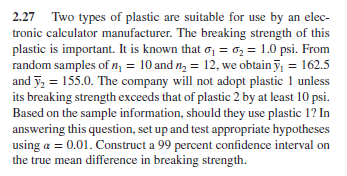 2.27 Two types of plastic are suitable for use by an elec-
tronic calculator manufacturer. The breaking strength of this
plastic is important. It is known that σ₁ = σ₂ = 1.0 psi. From
random samples of n₁ = 10 and n₂ = 12, we obtain ȳ₁ = 162.5
and ȳ₂ = 155.0. The company will not adopt plastic 1 unless
its breaking strength exceeds that of plastic 2 by at least 10 psi.
Based on the sample information, should they use plastic 1? In
answering this question, set up and test appropriate hypotheses
using α = 0.01. Construct a 99 percent confidence interval on
the true mean difference in breaking strength.